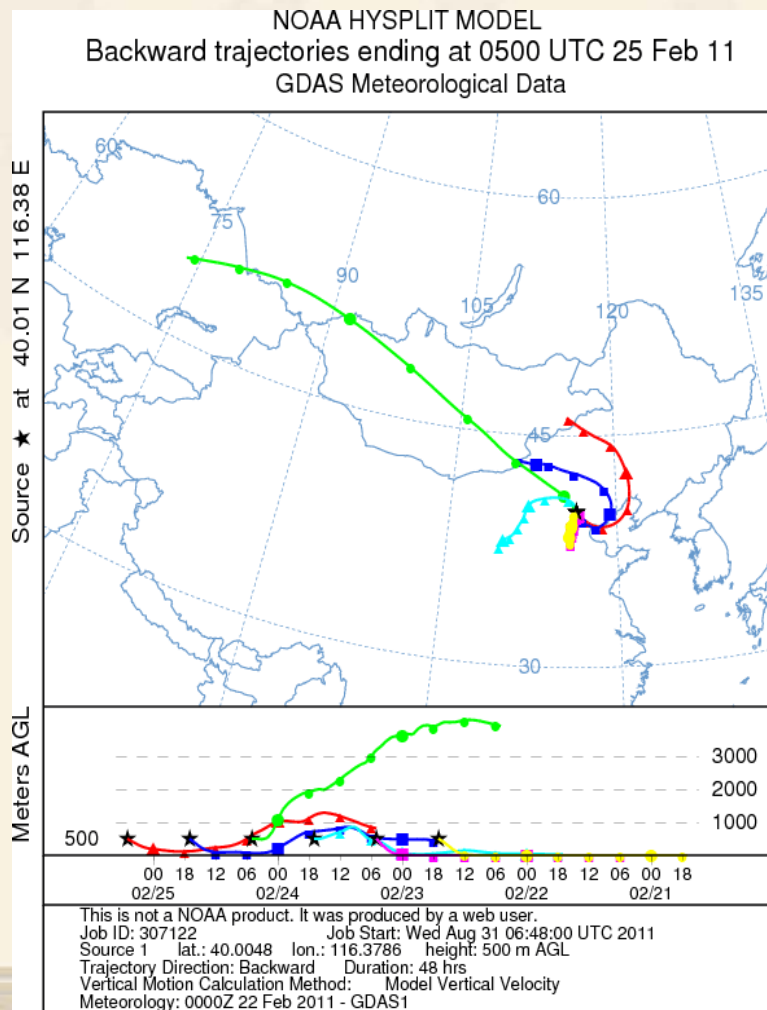 NOAA HYSPLIT MODEL
Backward trajectories ending at 0500 UTC 25 Feb 11
GDAS Meteorological Data
Source ★ at 40.01 N 116.38 E
60
75
90
105
120
135
60
45
30
Meters AGL
500
3000
2000
1000
00 18 12 06 00 18 12 06 00 18 12 06 00 18 12 06 00 18
02/25 02/24 02/23 02/22 02/21
This is not a NOAA product. It was produced by a web user.
Job ID: 307122 Job Start: Wed Aug 31 06:48:00 UTC 2011
Source 1 lat.: 40.0048 lon.: 116.3786 height: 500 m AGL
Trajectory Direction: Backward Duration: 48 hrs
Vertical Motion Calculation Method: Model Vertical Velocity
Meteorology: 0000Z 22 Feb 2011 - GDAS1